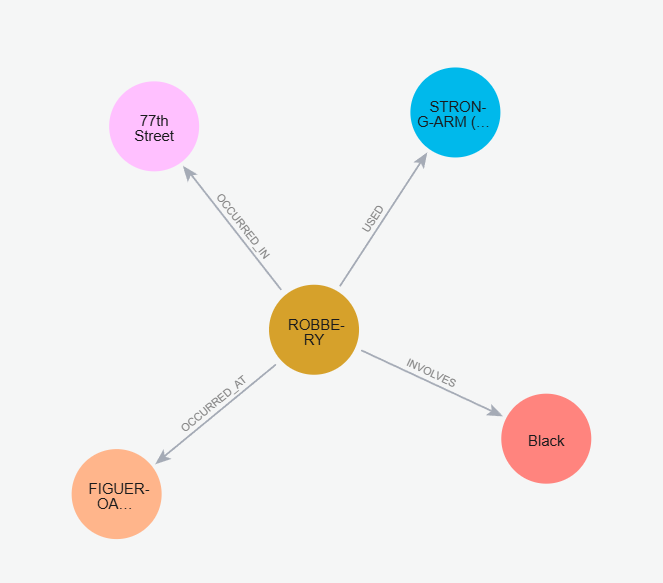 77th
Street
STRON-
G-ARM (...
OCCURRED_IN
USED
ROBBE-
RY
INVOLVES
OCCURRED_AT
Black
FIGUER-
OA...